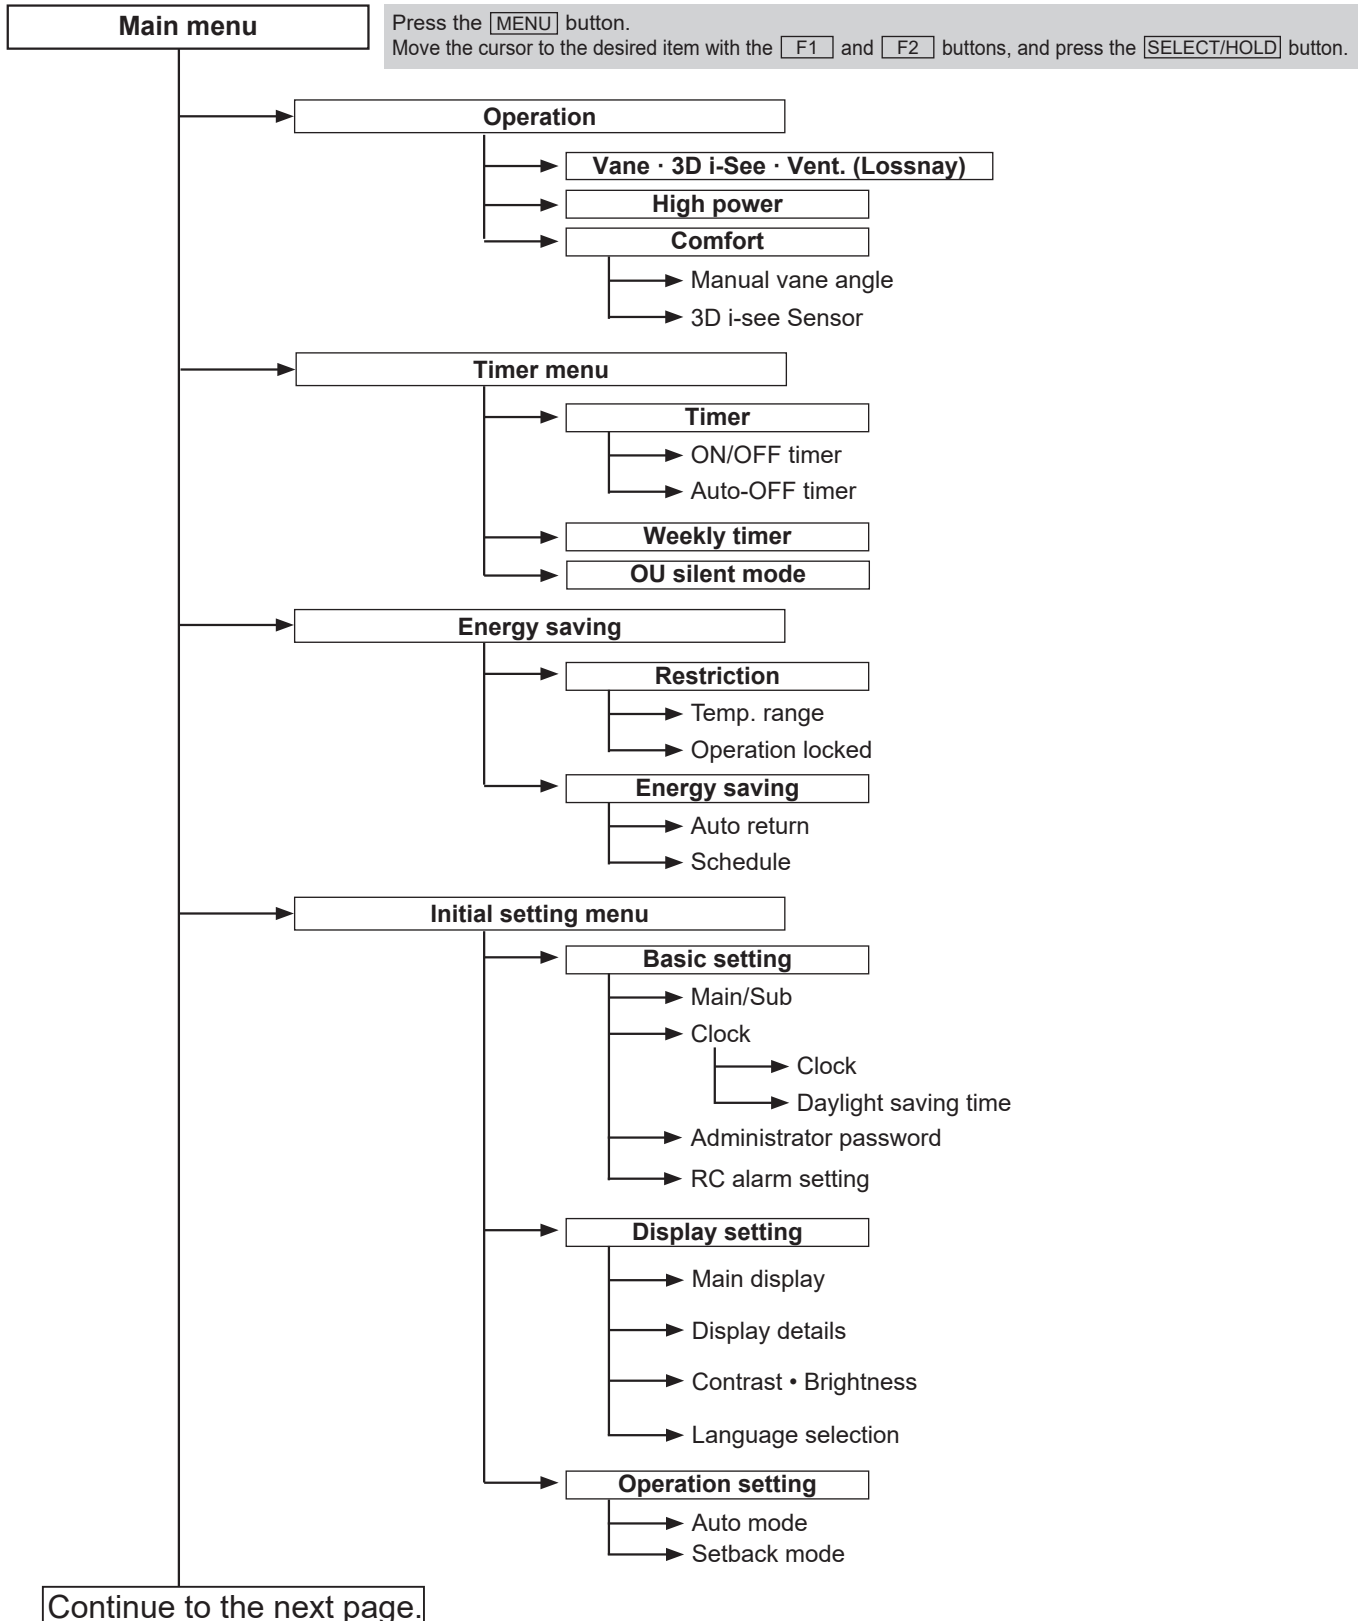 Main menu
Press the MENU button.
Move the cursor to the desired item with the F1 and F2 buttons, and press the SELECT/HOLD button.
Operation
Vane · 3D i-See · Vent. (Lossnay)
High power
Comfort
Manual vane angle
3D i-see Sensor
Timer menu
Timer
ON/OFF timer
Auto-OFF timer
Weekly timer
OU silent mode
Energy saving
Restriction
Temp. range
Operation locked
Energy saving
Auto return
Schedule
Initial setting menu
Basic setting
Main/Sub
Clock
Clock
Daylight saving time
Administrator password
RC alarm setting
Display setting
Main display
Display details
Contrast • Brightness
Language selection
Operation setting
Auto mode
Setback mode
Continue to the next page.